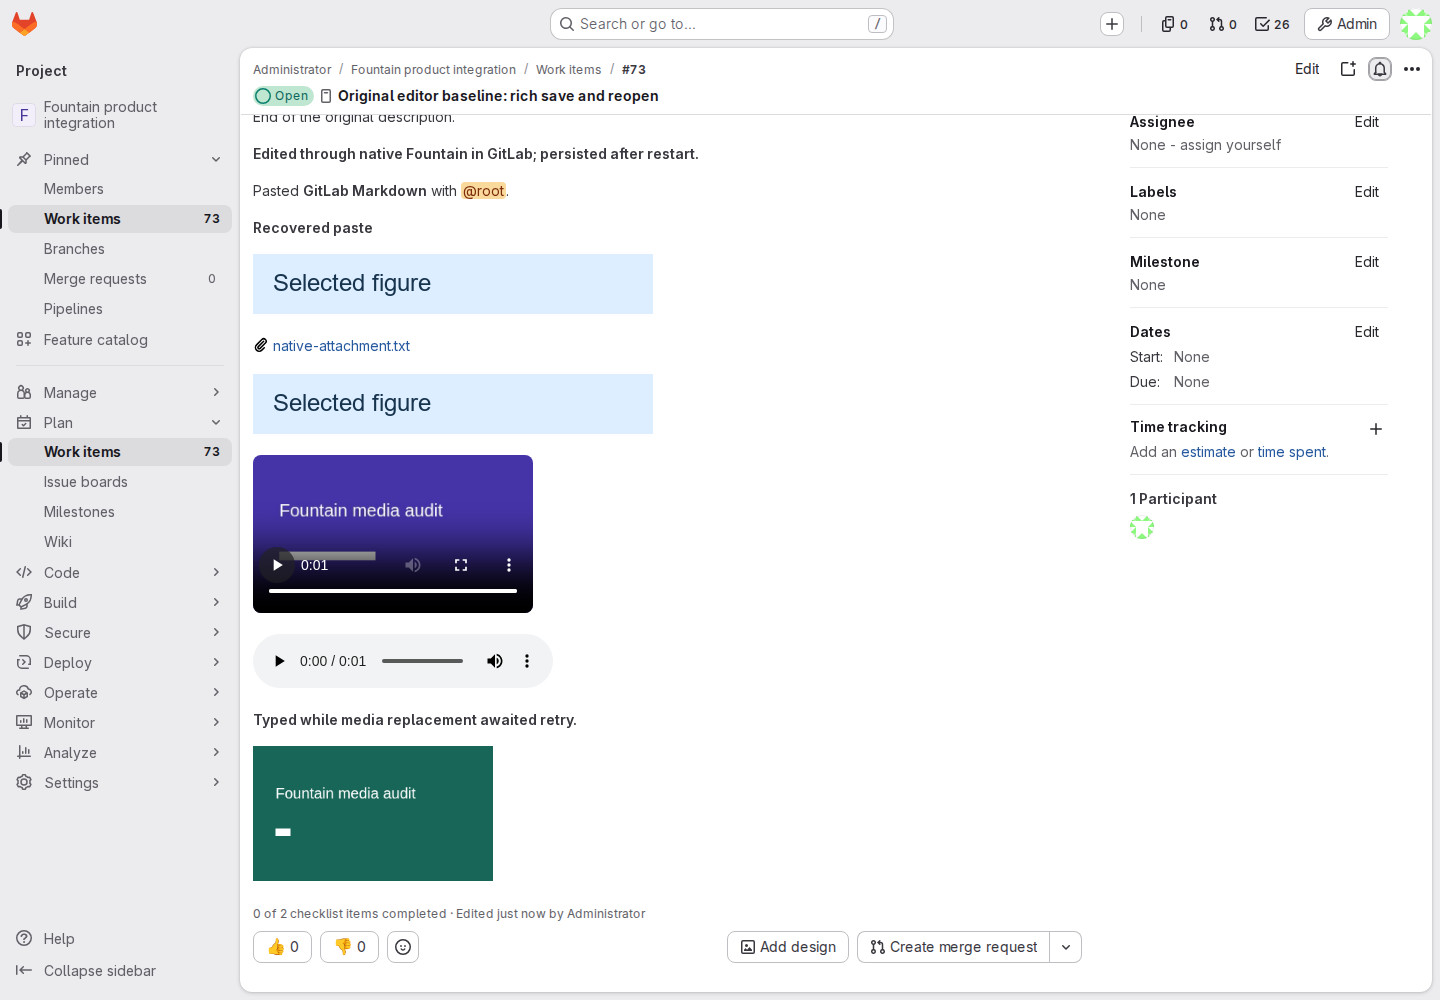 Search or go to...
/
0
0
26
Admin
Project
F
Fountain product integration
Pinned
Members
Work items
73
Branches
Merge requests
0
Pipelines
Feature catalog
Manage
Plan
Work items
73
Issue boards
Milestones
Wiki
Code
Build
Secure
Deploy
Operate
Monitor
Analyze
Settings
Help
Collapse sidebar
Administrator / Fountain product integration / Work items / #73
Edit
Open
Original editor baseline: rich save and reopen
End of the original description.
Edited through native Fountain in GitLab; persisted after restart.
Pasted GitLab Markdown with @root.
Recovered paste
Selected figure
native-attachment.txt
Selected figure
Fountain media audit
0:01
0:00 / 0:01
Typed while media replacement awaited retry.
Fountain media audit
0 of 2 checklist items completed · Edited just now by Administrator
👍 0
👎 0
Add design
Create merge request
Assignee
Edit
None - assign yourself
Labels
Edit
None
Milestone
Edit
None
Dates
Edit
Start: None
Due: None
Time tracking
Add an estimate or time spent.
1 Participant